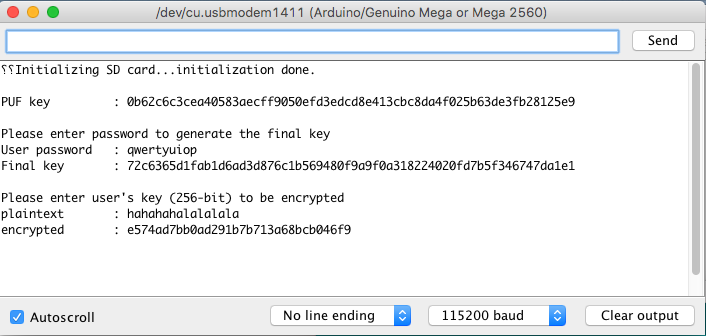 /dev/cu.usbmodem1411 (Arduino/Genuino Mega or Mega 2560)
Send
⸮⸮Initializing SD card...initialization done.
PUF key : 0b62c6c3cea40583aecff9050efd3edcd8e413cbc8da4f025b63de3fb28125e9
Please enter password to generate the final key
User password : qwertyuiop
Final key : 72c6365d1fab1d6ad3d876c1b569480f9a9f0a318224020fd7b5f346747da1e1
Please enter user's key (256-bit) to be encrypted
plaintext : hahahahalalalala
encrypted : e574ad7bb0ad291b7b713a68bcb046f9
Autoscroll
No line ending
115200 baud
Clear output